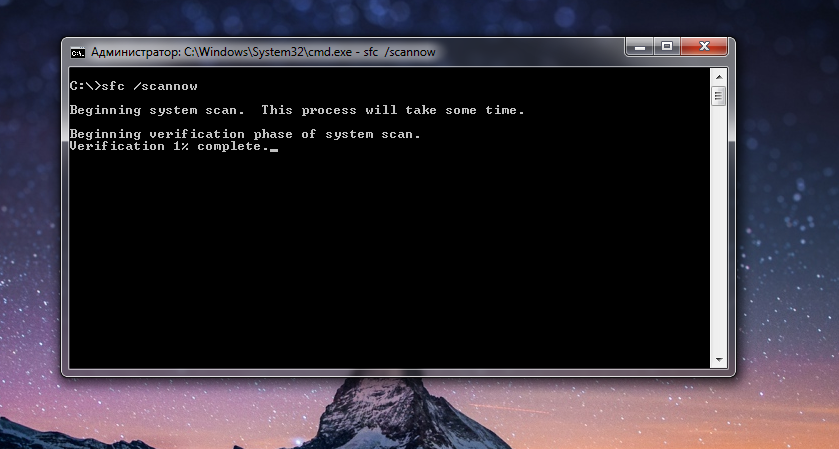 Администратор: C:\Windows\System32\cmd.exe - sfc  /scannow
C:\>sfc /scannow
Beginning system scan.  This process will take some time.
Beginning verification phase of system scan.
Verification 1% complete.